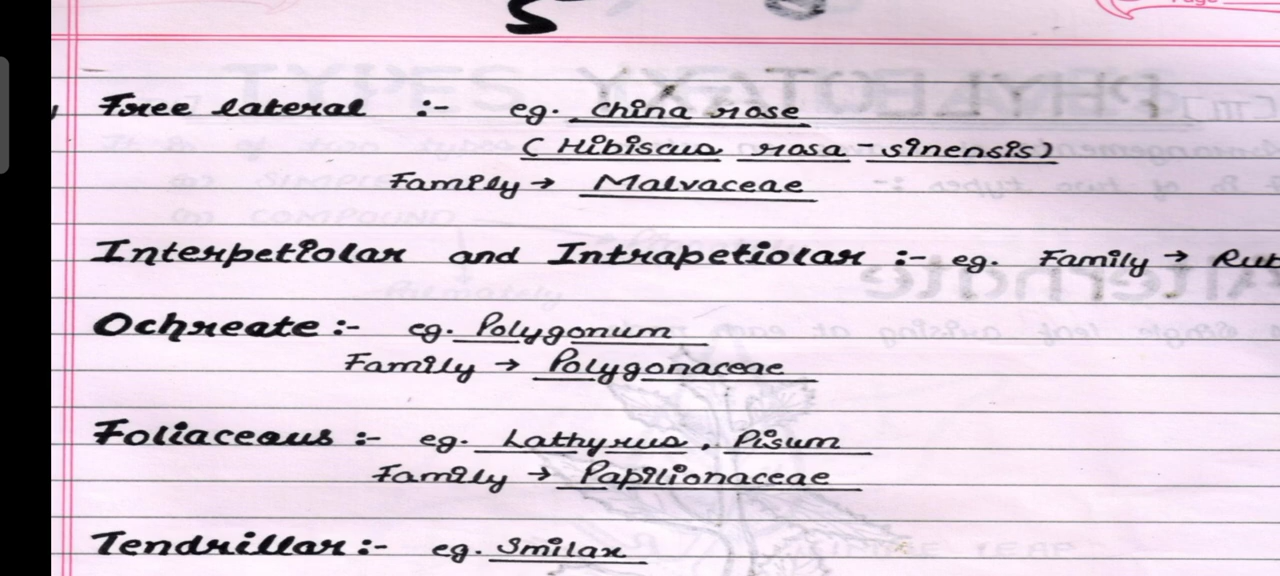 Free lateral :- eg. China rose
(Hibiscus rosa-sinensis)
Family → Malvaceae
Interpetiolar and Intrapetiolar :- eg. Family →
Ochreate :- eg. Polygonum
Family → Polygonaceae
Foliaceous :- eg. Lathyrus, Pisum
Family → Papilionaceae
Tendrillar :- eg. Smilax